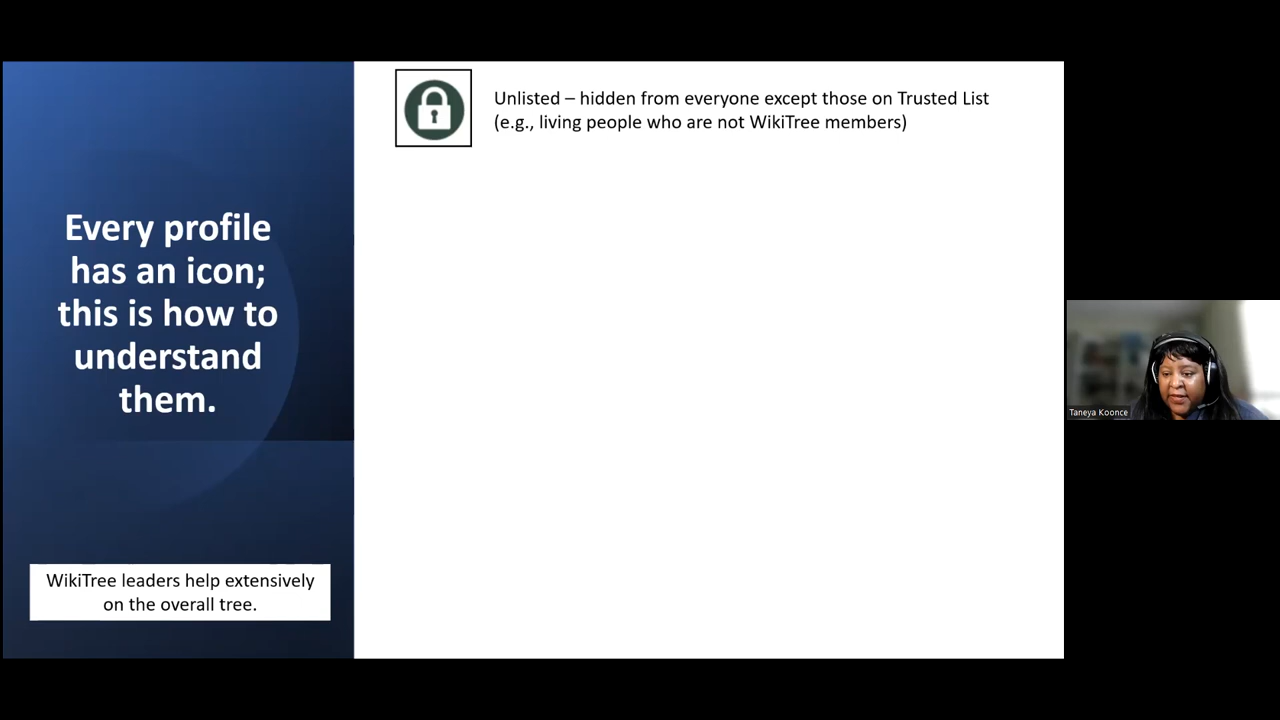 Unlisted – hidden from everyone except those on Trusted List
(e.g., living people who are not WikiTree members)
Every profile
has an icon;
this is how to
understand
them.
WikiTree leaders help extensively
on the overall tree.
Taneya Koonce